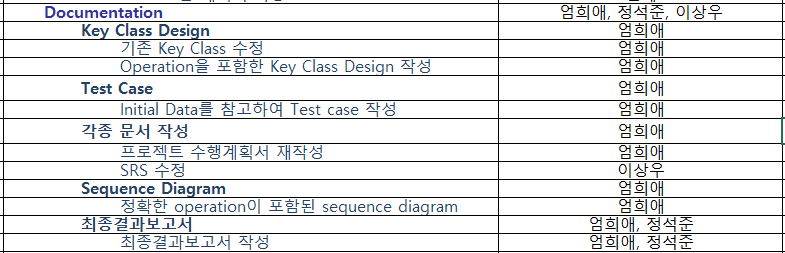 Documentation 엄희애, 정석준, 이상우
Key Class Design 엄희애
기존 Key Class 수정 엄희애
Operation을 포함한 Key Class Design 작성 엄희애
Test Case 엄희애
Initial Data를 참고하여 Test case 작성 엄희애
각종 문서 작성 엄희애
프로젝트 수행계획서 재작성 엄희애
SRS 수정 이상우
Sequence Diagram 엄희애
정확한 operation이 포함된 sequence diagram 엄희애
최종결과보고서 엄희애, 정석준
최종결과보고서 작성 엄희애, 정석준